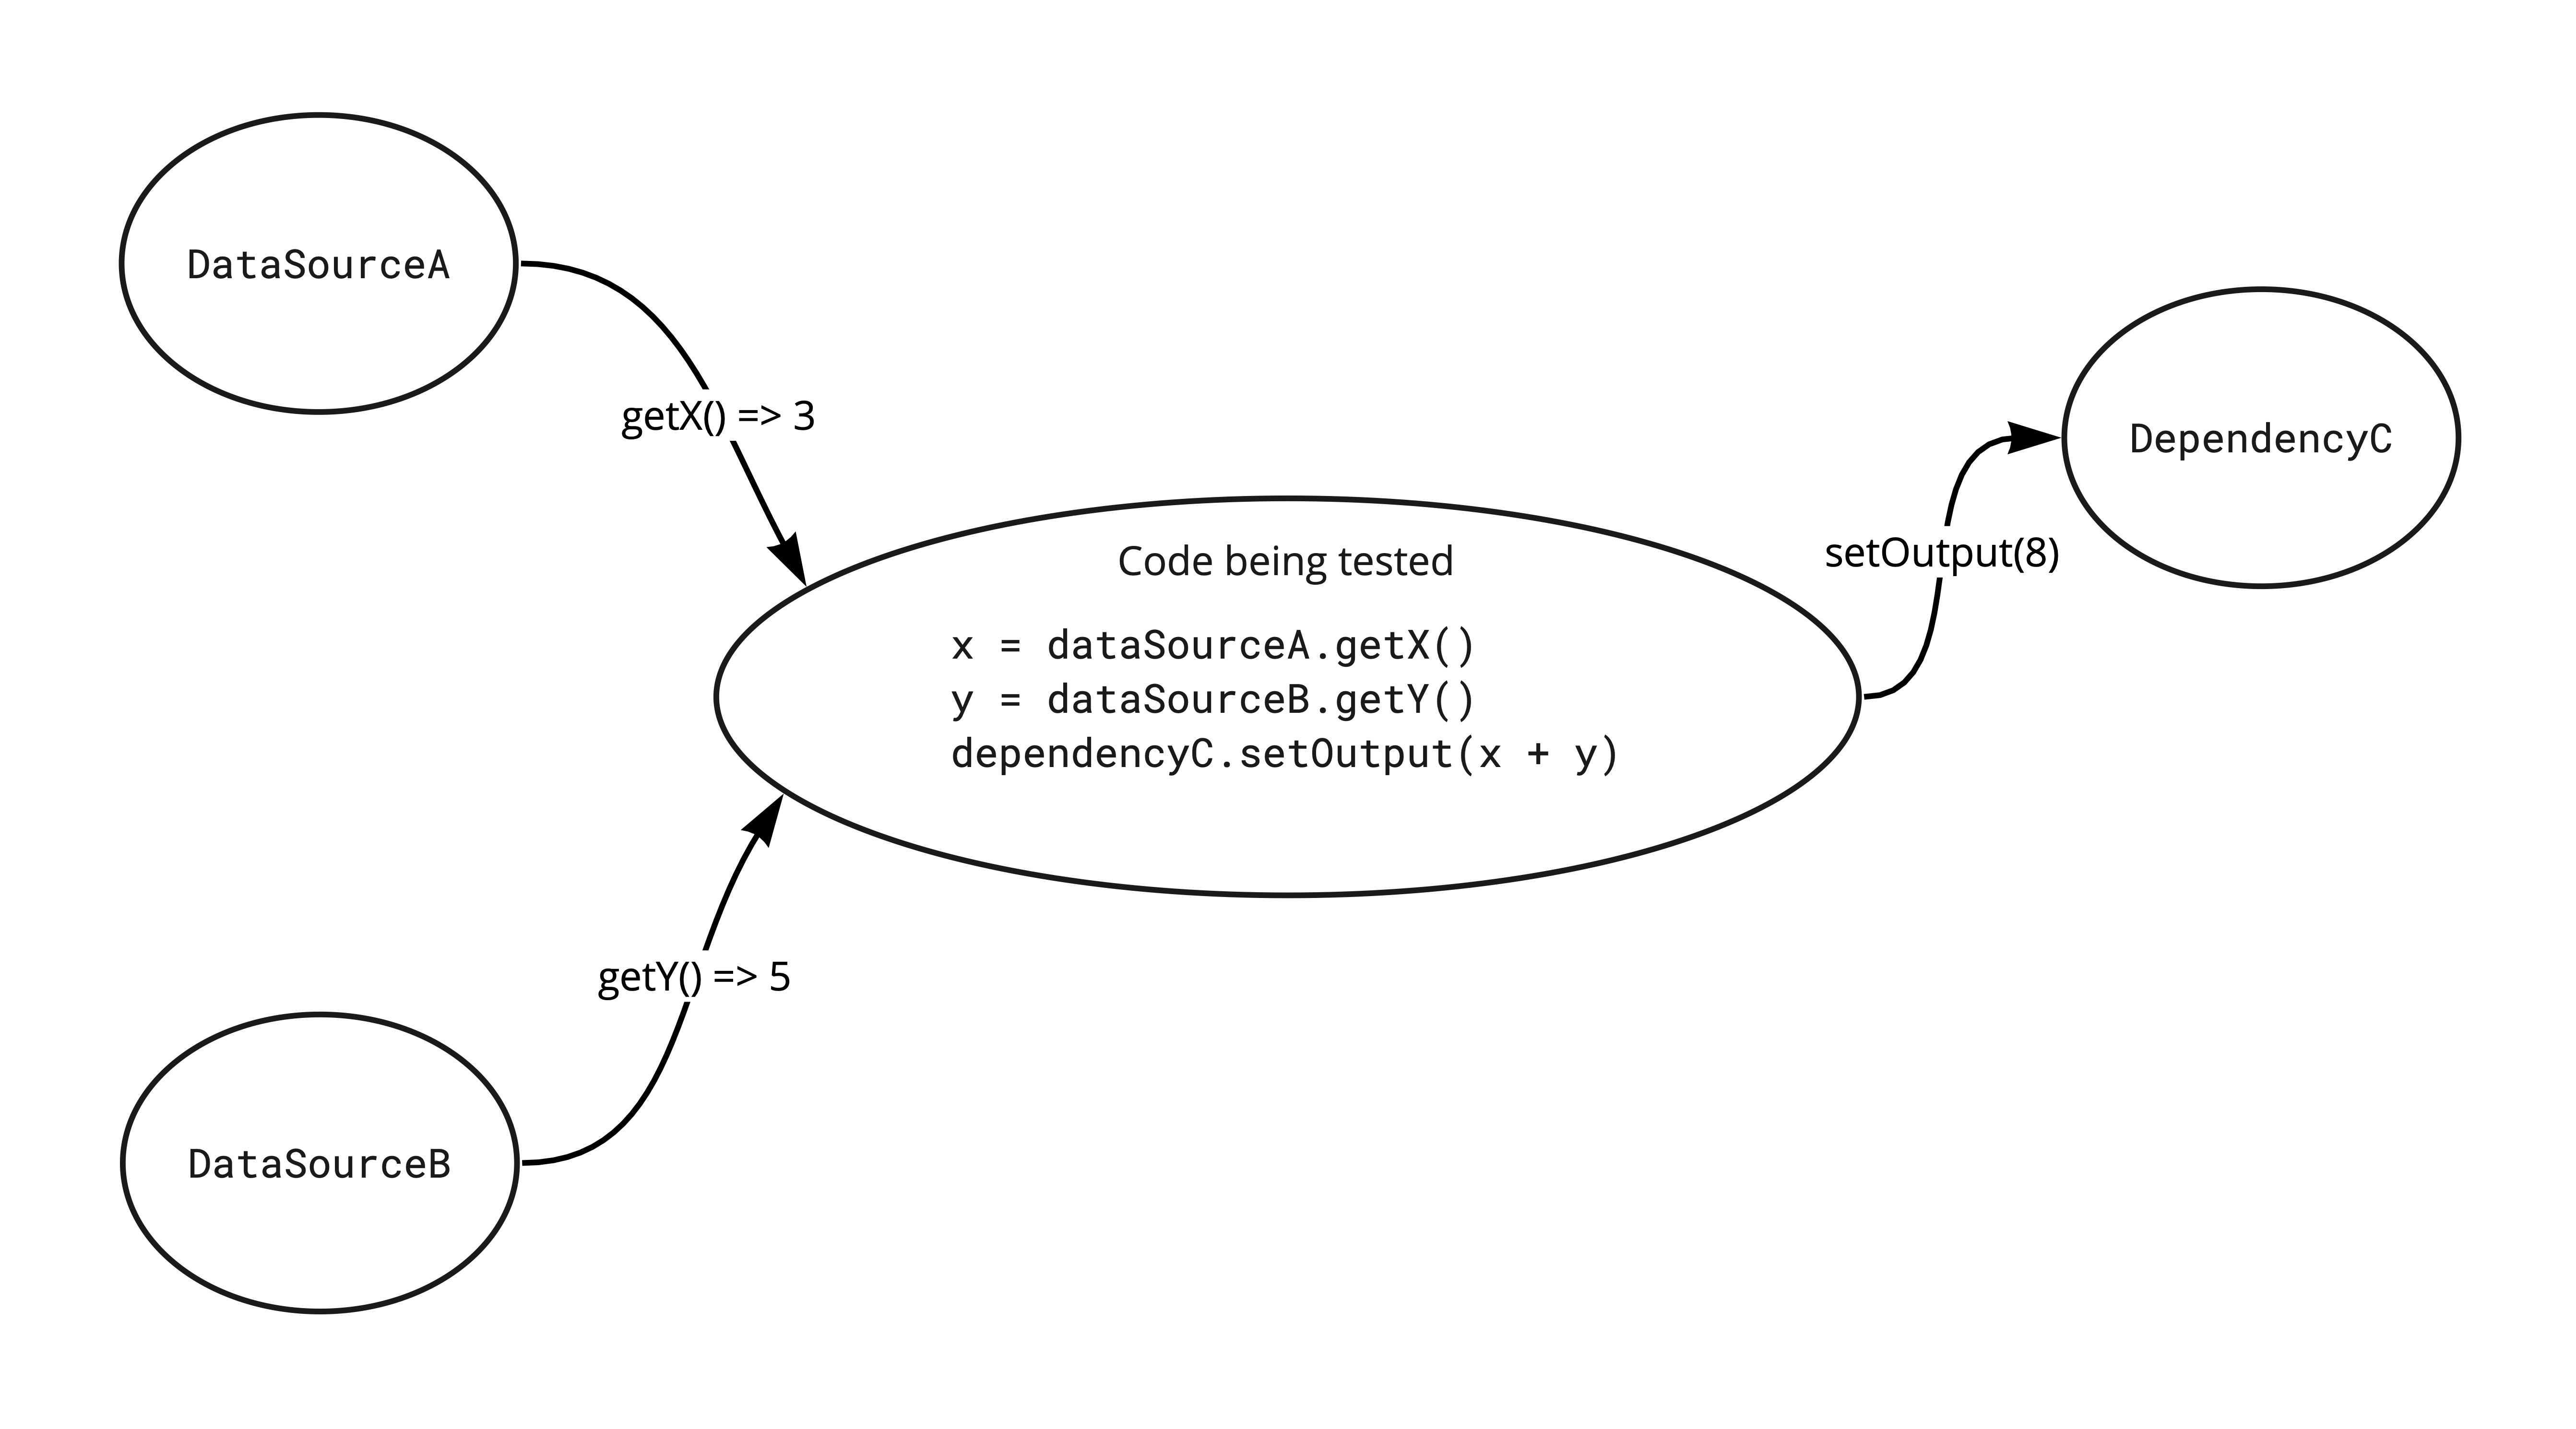 DataSourceA
getX() => 3
DependencyC
setOutput(8)
Code being tested
x = dataSourceA.getX()
y = dataSourceB.getY()
dependencyC.setOutput(x + y)
getY() => 5
DataSourceB